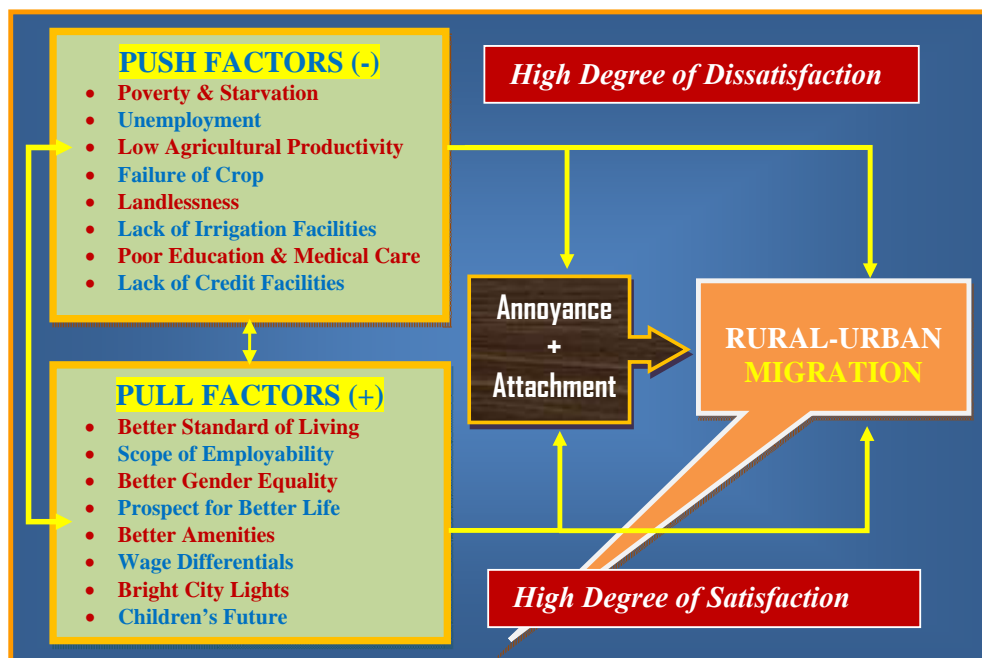 PUSH FACTORS (-)
• Poverty & Starvation
• Unemployment
• Low Agricultural Productivity
• Failure of Crop
• Landlessness
• Lack of Irrigation Facilities
• Poor Education & Medical Care
• Lack of Credit Facilities
High Degree of Dissatisfaction
Annoyance
+
Attachment
RURAL-URBAN
MIGRATION
PULL FACTORS (+)
• Better Standard of Living
• Scope of Employability
• Better Gender Equality
• Prospect for Better Life
• Better Amenities
• Wage Differentials
• Bright City Lights
• Children’s Future
High Degree of Satisfaction